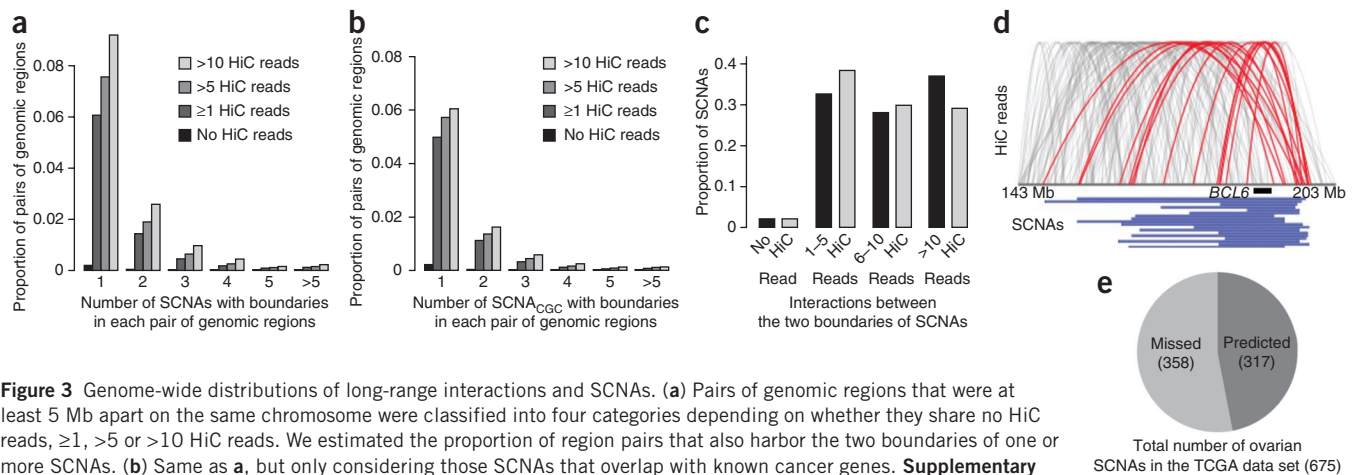 a
Proportion of pairs of genomic regions
0.08
0.06
0.04
0.02
0
>10 HiC reads
>5 HiC reads
≥1 HiC reads
No HiC reads
1 2 3 4 5 >5
Number of SCNAs with boundaries
in each pair of genomic regions
b
Proportion of pairs of genomic regions
0.08
0.06
0.04
0.02
0
>10 HiC reads
>5 HiC reads
≥1 HiC reads
No HiC reads
1 2 3 4 5 >5
Number of SCNA_CGC with boundaries
in each pair of genomic regions
c
Proportion of SCNAs
0.4
0.3
0.2
0.1
0
No HiC 1–5 HiC 6–10 HiC >10 HiC
Read Reads Reads Reads
Interactions between
the two boundaries of SCNAs
d
HiC reads
143 Mb BCL6 203 Mb
SCNAs
e
Missed
(358)
Predicted
(317)
Total number of ovarian
SCNAs in the TCGA data set (675)
Figure 3 Genome-wide distributions of long-range interactions and SCNAs. (a) Pairs of genomic regions that were at
least 5 Mb apart on the same chromosome were classified into four categories depending on whether they share no HiC
reads, ≥1, >5 or >10 HiC reads. We estimated the proportion of region pairs that also harbor the two boundaries of one or
more SCNAs. (b) Same as a, but only considering those SCNAs that overlap with known cancer genes. Supplementary